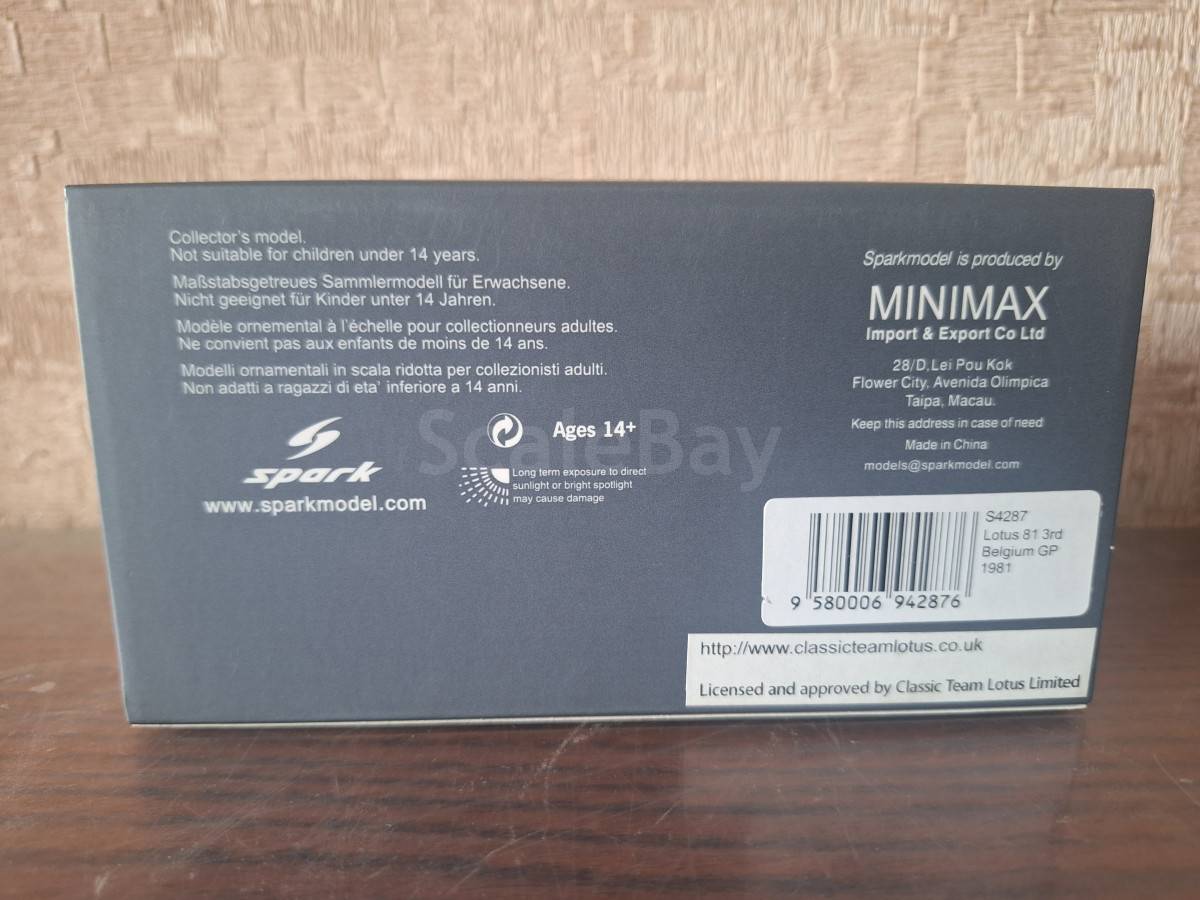 Collector's model.
Not suitable for children under 14 years.
Maßstabsgetreues Sammlermodell für Erwachsene.
Nicht geeignet für Kinder unter 14 Jahren.
Modèle ornemental à l'échelle pour collectionneurs adultes.
Ne convient pas aux enfants de moins de 14 ans.
Modelli ornamentali in scala ridotta per collezionisti adulti.
Non adatti a ragazzi di eta' inferiore a 14 anni.
spark
www.sparkmodel.com
Ages 14+
Long term exposure to direct
sunlight or bright spotlight
may cause damage
ScaleBay
Sparkmodel is produced by
MINIMAX
Import & Export Co Ltd
28/D,Lei Pou Kok
Flower City, Avenida Olimpica
Taipa, Macau.
Keep this address in case of need
Made in China
models@sparkmodel.com
S4287
Lotus 81 3rd
Belgium GP
1981
9 580006 942876
http://www.classicteamlotus.co.uk
Licensed and approved by Classic Team Lotus Limited